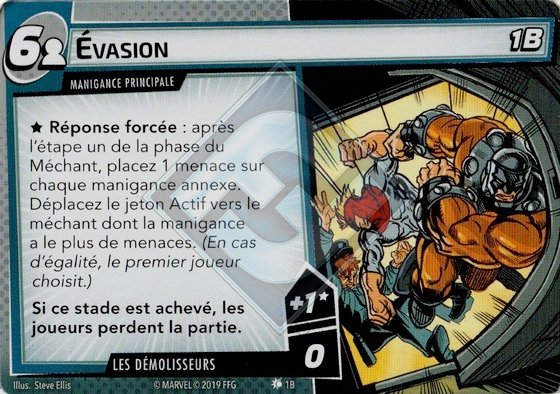 6 ÉVASION 1B
MANIGANCE PRINCIPALE
★ Réponse forcée : après
l'étape un de la phase du
Méchant, placez 1 menace sur
chaque manigance annexe.
Déplacez le jeton Actif vers le
méchant dont la manigance
a le plus de menaces. (En cas
d'égalité, le premier joueur
choisit.)
Si ce stade est achevé, les
joueurs perdent la partie.
+1★
0
LES DÉMOLISSEURS
Illus. Steve Ellis © MARVEL © 2019 FFG 1B